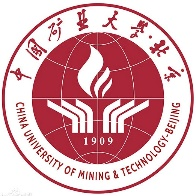 中国矿业大学·北京
1909
CHINA UNIVERSITY OF MINING & TECHNOLOGY-BEIJING